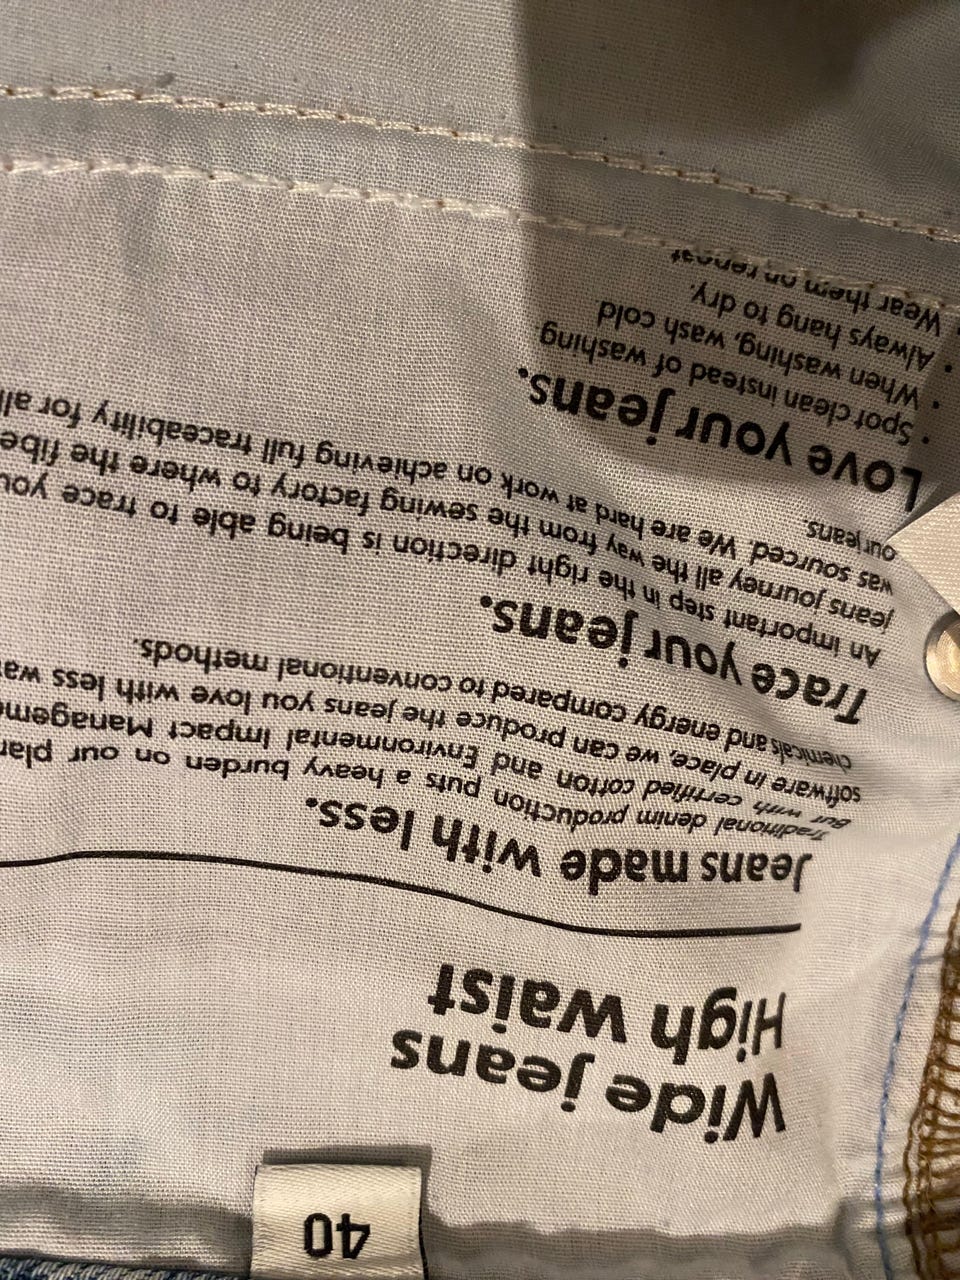 40
Wide jeans
High waist
Jeans made with less.
Traditional denim production puts a heavy burden on our
But with certified cotton and Environmental Impact
software in place, we can produce the jeans you love with less
chemicals and energy compared to conventional methods.
Trace your jeans.
An important step in the right direction is being able to trace
jeans journey all the way from the sewing factory to where the
was sourced. We are hard at work on achieving full traceability for all
our jeans.
Love your jeans.
• Spot clean instead of washing
• When washing, wash cold
• Always hang to dry.
• Wear them on repeat